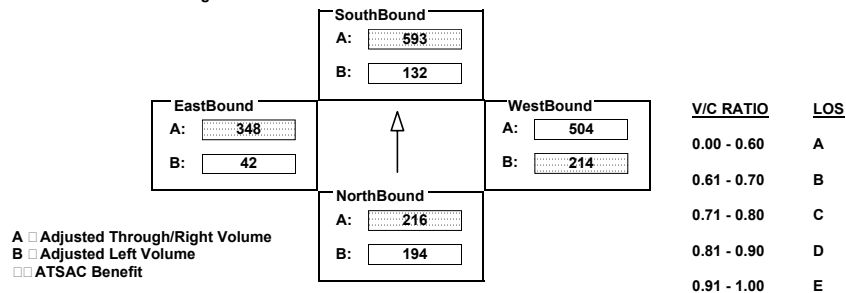 SouthBound
A: 593
B: 132
EastBound
A: 348
B: 42
WestBound
A: 504
B: 214
NorthBound
A: 216
B: 194
A □ Adjusted Through/Right Volume
B □ Adjusted Left Volume
□□ ATSAC Benefit
V/C RATIO LOS
0.00 - 0.60 A
0.61 - 0.70 B
0.71 - 0.80 C
0.81 - 0.90 D
0.91 - 1.00 E